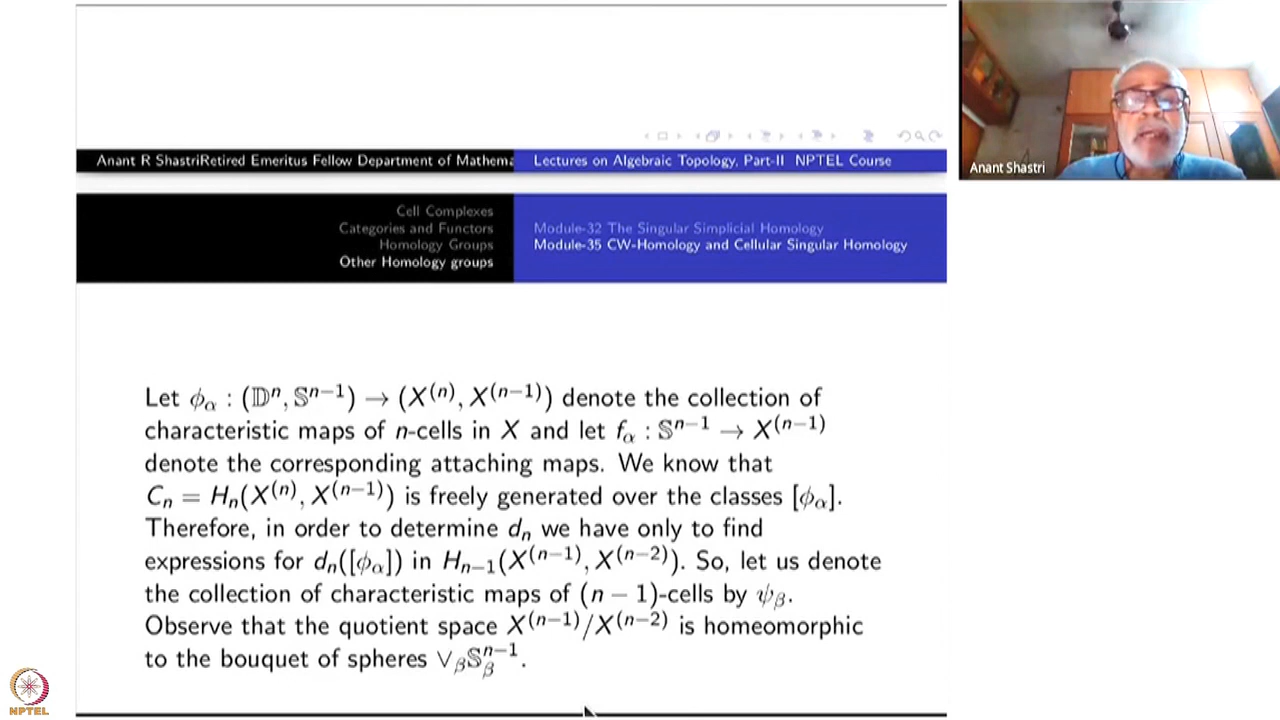 Anant R ShastriRetired Emeritus Fellow Department of Mathema
Lectures on Algebraic Topology, Part-II NPTEL Course
Anant Shastri
Cell Complexes
Categories and Functors
Homology Groups
Other Homology groups
Module-32 The Singular Simplicial Homology
Module-35 CW-Homology and Cellular Singular Homology
Let ϕ_α : (𝔻ⁿ, 𝕊ⁿ⁻¹) → (X⁽ⁿ⁾, X⁽ⁿ⁻¹⁾) denote the collection of
characteristic maps of n-cells in X and let f_α : 𝕊ⁿ⁻¹ → X⁽ⁿ⁻¹⁾
denote the corresponding attaching maps. We know that
C_n = H_n(X⁽ⁿ⁾, X⁽ⁿ⁻¹⁾) is freely generated over the classes [ϕ_α].
Therefore, in order to determine d_n we have only to find
expressions for d_n([ϕ_α]) in H_{n−1}(X⁽ⁿ⁻¹⁾, X⁽ⁿ⁻²⁾). So, let us denote
the collection of characteristic maps of (n − 1)-cells by ψ_β.
Observe that the quotient space X⁽ⁿ⁻¹⁾/X⁽ⁿ⁻²⁾ is homeomorphic
to the bouquet of spheres ∨_β𝕊_β^{n−1}.
NPTEL